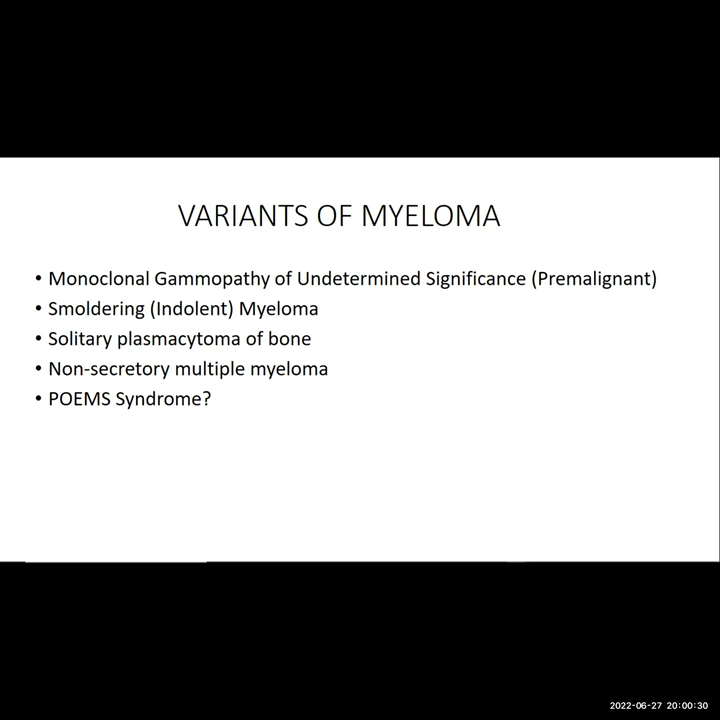 VARIANTS OF MYELOMA
• Monoclonal Gammopathy of Undetermined Significance (Premalignant)
• Smoldering (Indolent) Myeloma
• Solitary plasmacytoma of bone
• Non-secretory multiple myeloma
• POEMS Syndrome?
2022-06-27 20:00:30